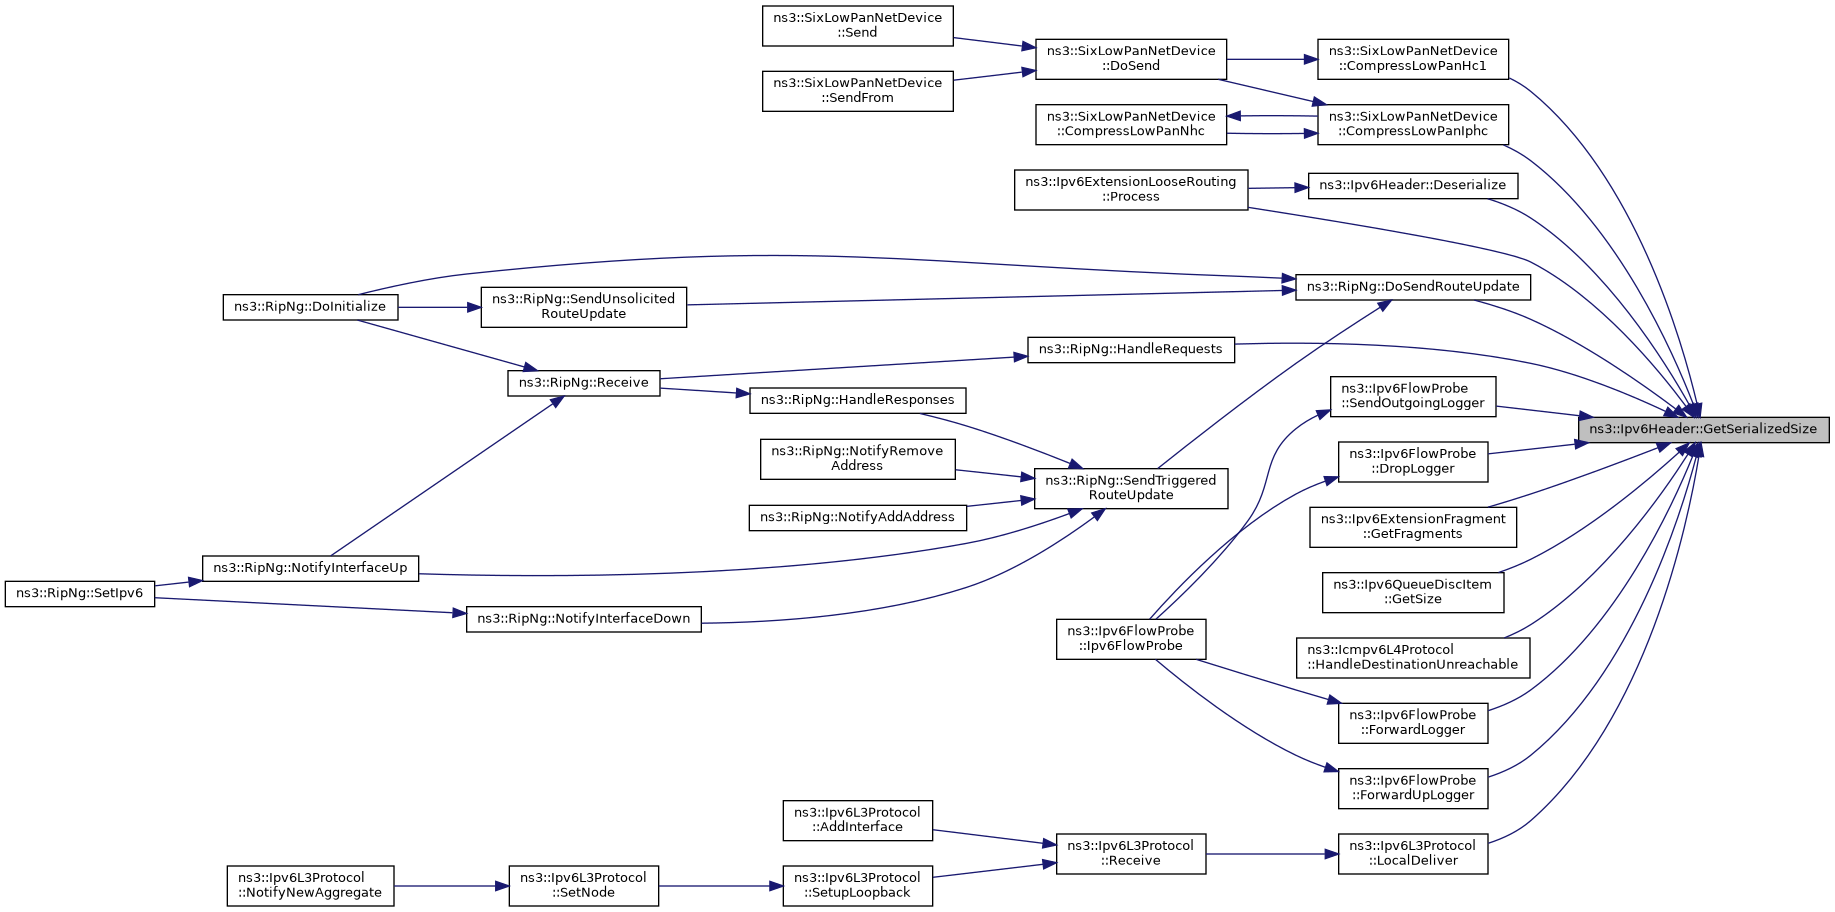 ns3::SixLowPanNetDevice
::Send
ns3::SixLowPanNetDevice
::DoSend
ns3::SixLowPanNetDevice
::CompressLowPanHc1
ns3::SixLowPanNetDevice
::SendFrom
ns3::SixLowPanNetDevice
::CompressLowPanNhc
ns3::SixLowPanNetDevice
::CompressLowPanIphc
ns3::Ipv6ExtensionLooseRouting
::Process
ns3::Ipv6Header::Deserialize
ns3::RipNg::DoInitialize
ns3::RipNg::SendUnsolicited
RouteUpdate
ns3::RipNg::DoSendRouteUpdate
ns3::RipNg::HandleRequests
ns3::RipNg::Receive
ns3::RipNg::HandleResponses
ns3::Ipv6FlowProbe
::SendOutgoingLogger
ns3::Ipv6Header::GetSerializedSize
ns3::RipNg::NotifyRemove
Address
ns3::Ipv6FlowProbe
::DropLogger
ns3::RipNg::SendTriggered
RouteUpdate
ns3::RipNg::NotifyAddAddress
ns3::Ipv6ExtensionFragment
::GetFragments
ns3::RipNg::NotifyInterfaceUp
ns3::RipNg::SetIpv6
ns3::Ipv6QueueDiscItem
::GetSize
ns3::RipNg::NotifyInterfaceDown
ns3::Ipv6FlowProbe
::Ipv6FlowProbe
ns3::Icmpv6L4Protocol
::HandleDestinationUnreachable
ns3::Ipv6FlowProbe
::ForwardLogger
ns3::Ipv6FlowProbe
::ForwardUpLogger
ns3::Ipv6L3Protocol
::AddInterface
ns3::Ipv6L3Protocol
::Receive
ns3::Ipv6L3Protocol
::LocalDeliver
ns3::Ipv6L3Protocol
::NotifyNewAggregate
ns3::Ipv6L3Protocol
::SetNode
ns3::Ipv6L3Protocol
::SetupLoopback